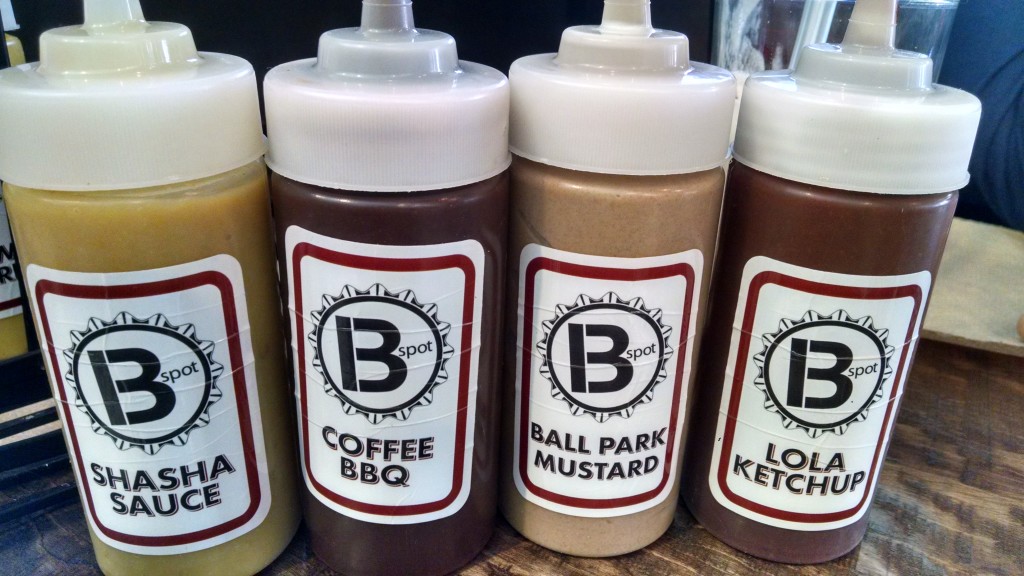 B spot
SHASHA
SAUCE
B spot
COFFEE
BBQ
B spot
BALL PARK
MUSTARD
B spot
LOLA
KETCHUP